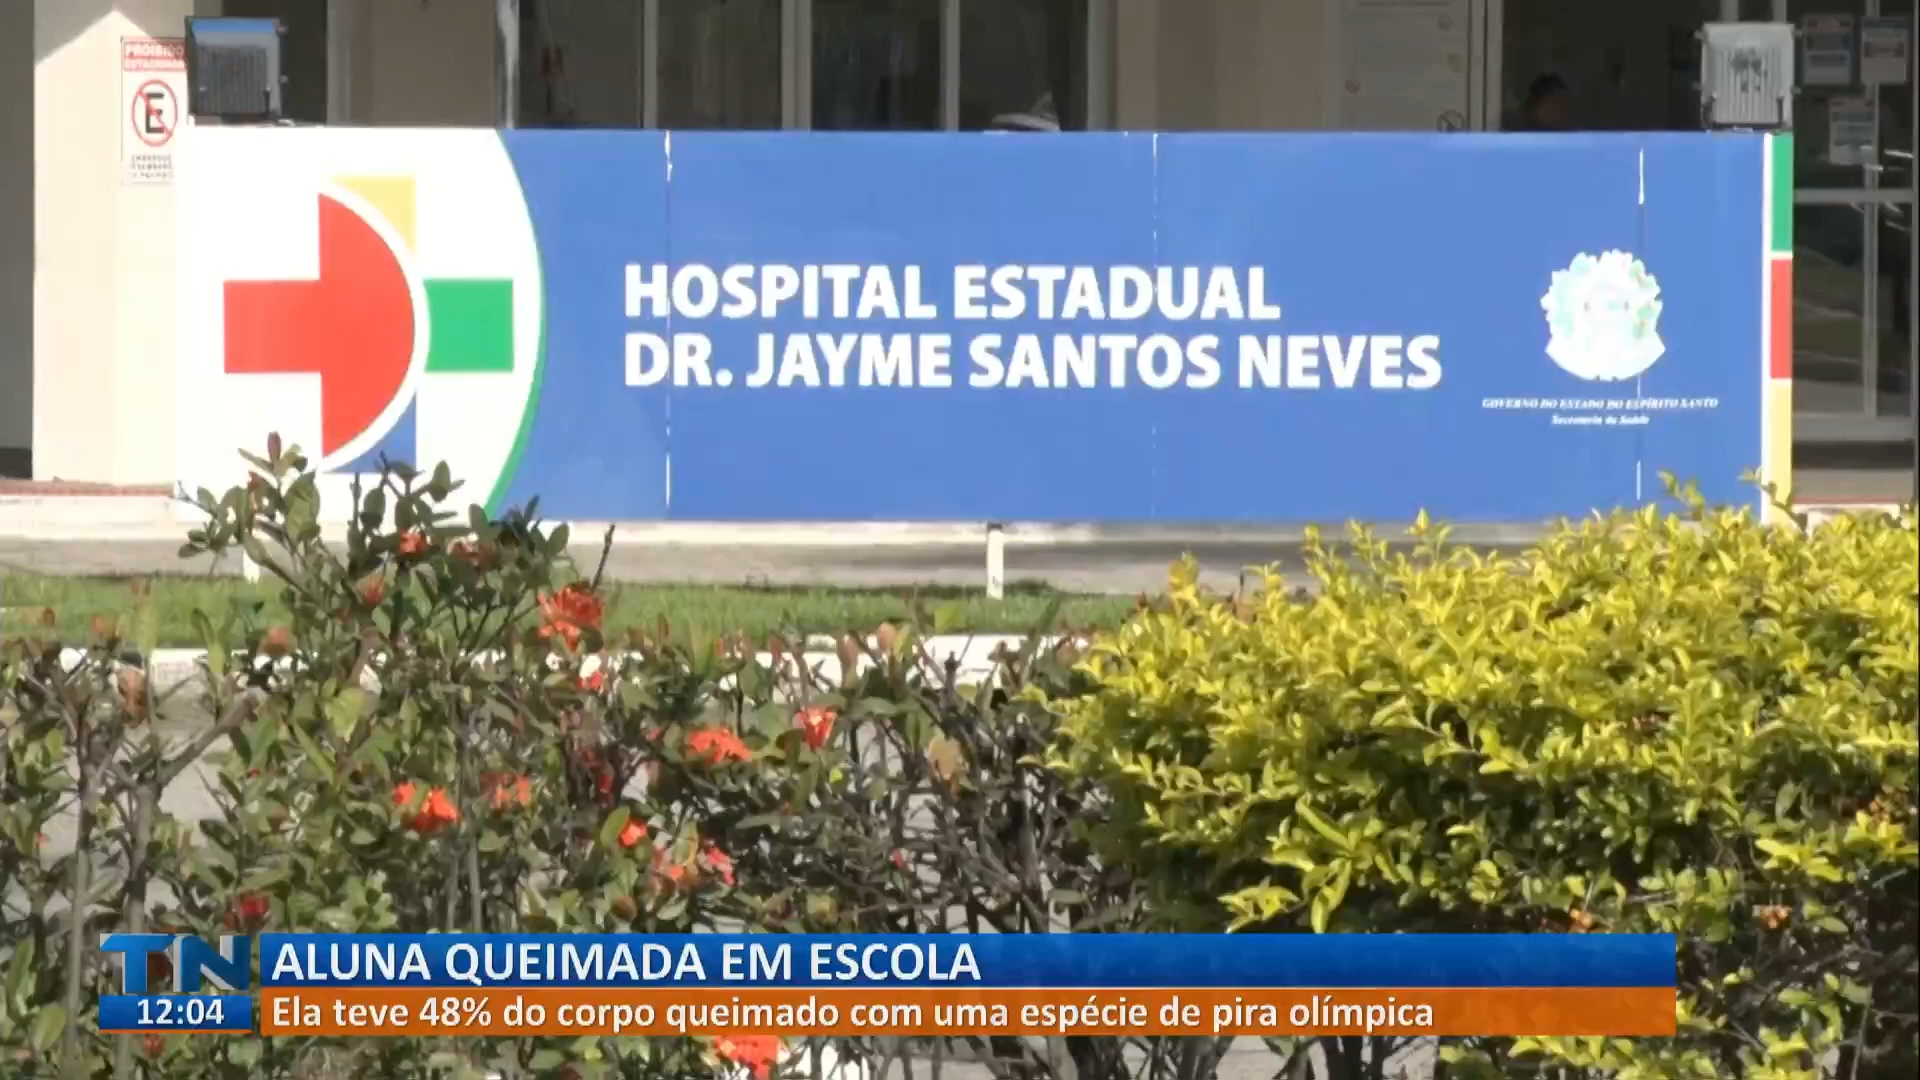 PROIBIDO
ESTACIONAR
E
HOSPITAL ESTADUAL
DR. JAYME SANTOS NEVES
GOVERNO DO ESTADO DO ESPÍRITO SANTO
Secretaria da Saúde
TN
12:04
ALUNA QUEIMADA EM ESCOLA
Ela teve 48% do corpo queimado com uma espécie de pira olímpica